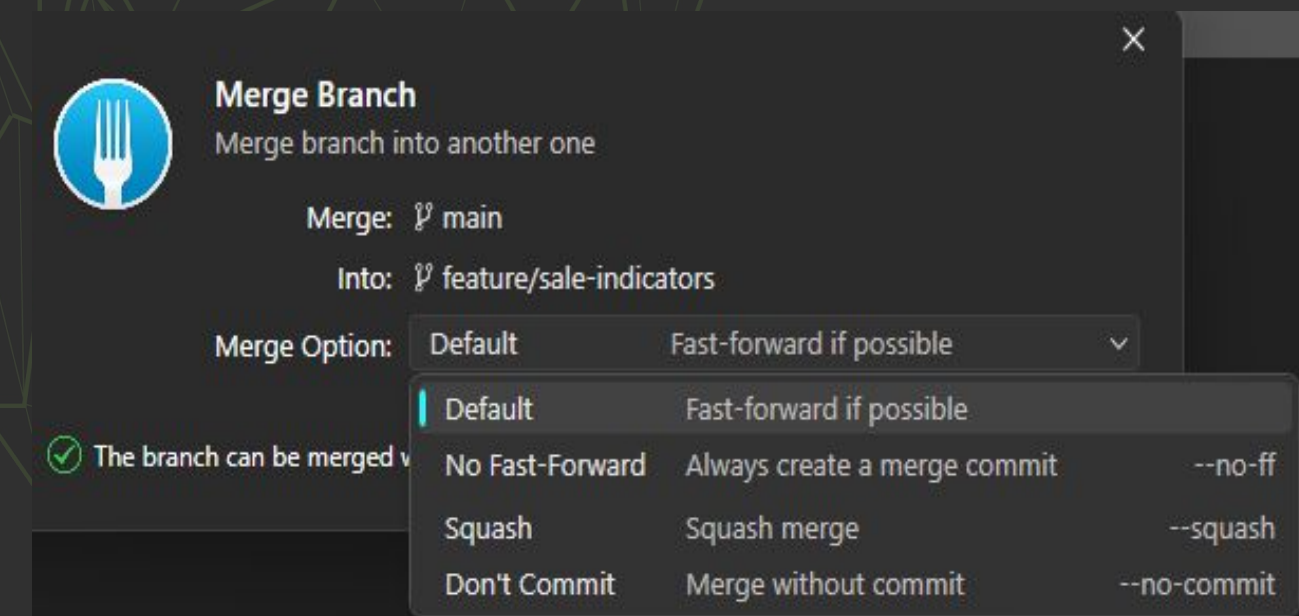 Merge Branch
Merge branch into another one
Merge: main
Into: feature/sale-indicators
Merge Option: Default Fast-forward if possible
Default Fast-forward if possible
The branch can be merged
No Fast-Forward Always create a merge commit --no-ff
Squash Squash merge --squash
Don't Commit Merge without commit --no-commit